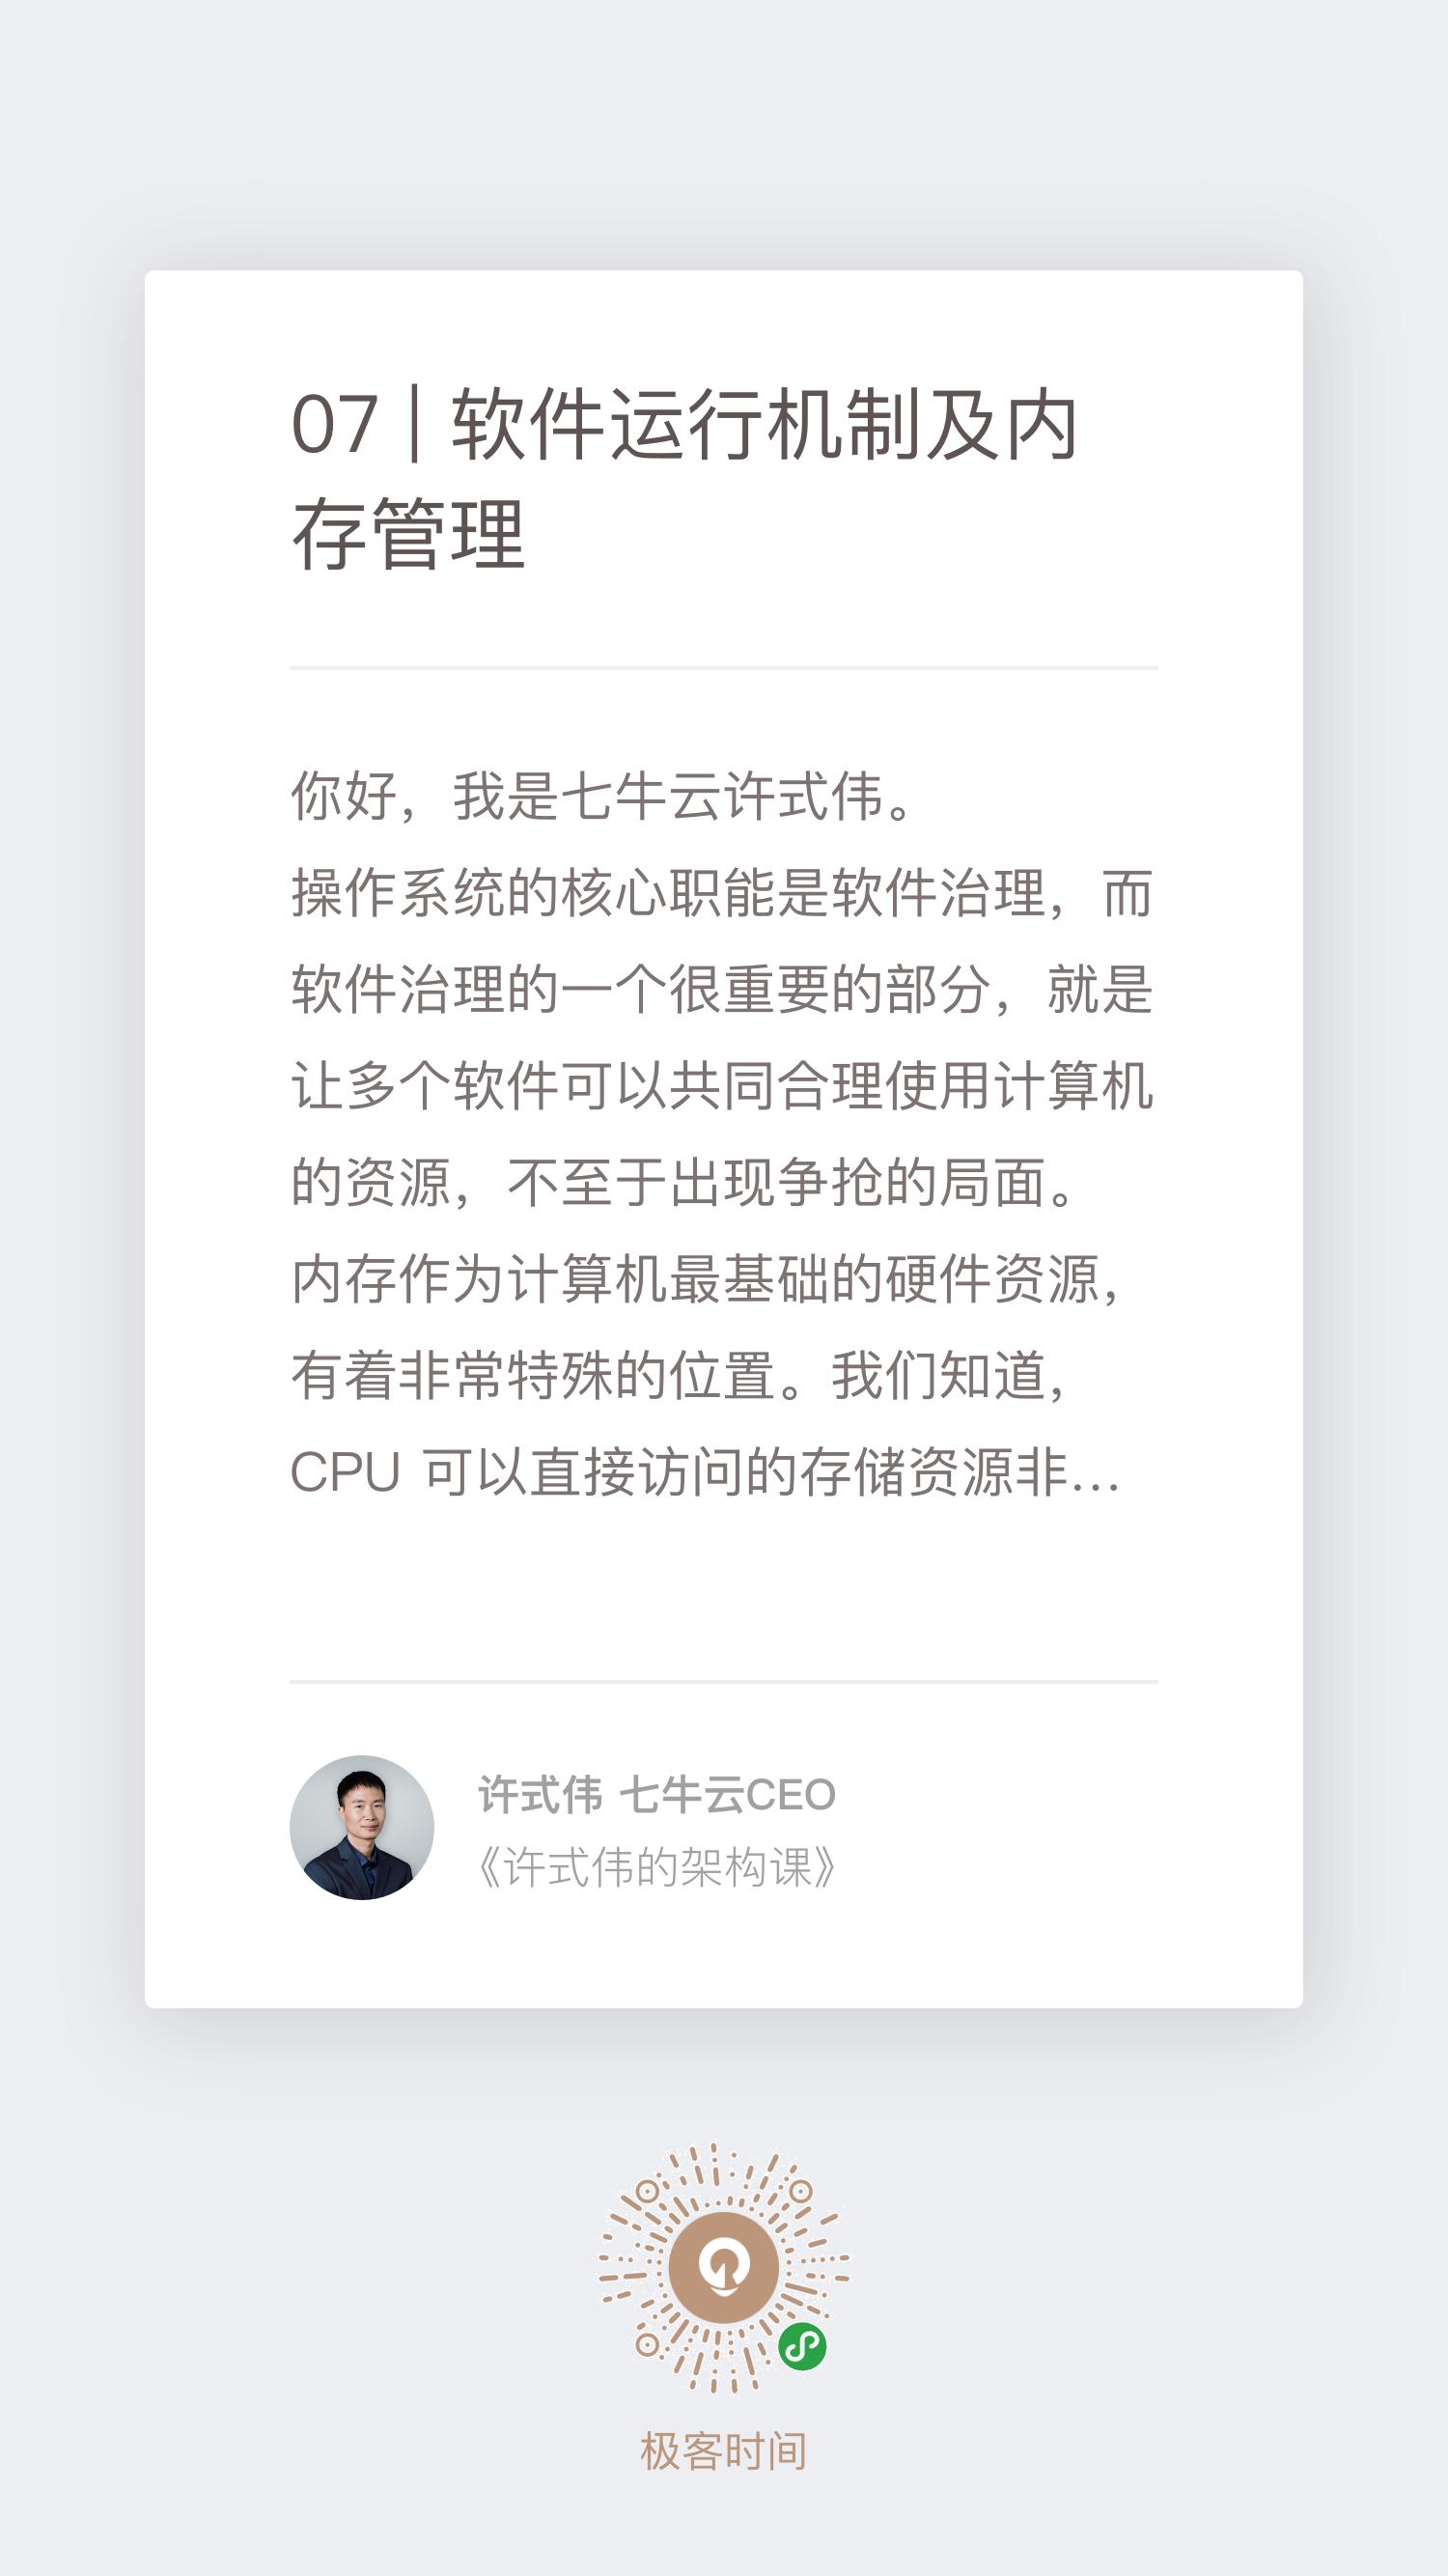 07 | 软件运行机制及内
存管理
你好，我是七牛云许式伟。
操作系统的核心职能是软件治理，而
软件治理的一个很重要的部分，就是
让多个软件可以共同合理使用计算机
的资源，不至于出现争抢的局面。
内存作为计算机最基础的硬件资源，
有着非常特殊的位置。我们知道，
CPU 可以直接访问的存储资源非...
许式伟 七牛云CEO
《许式伟的架构课》
极客时间